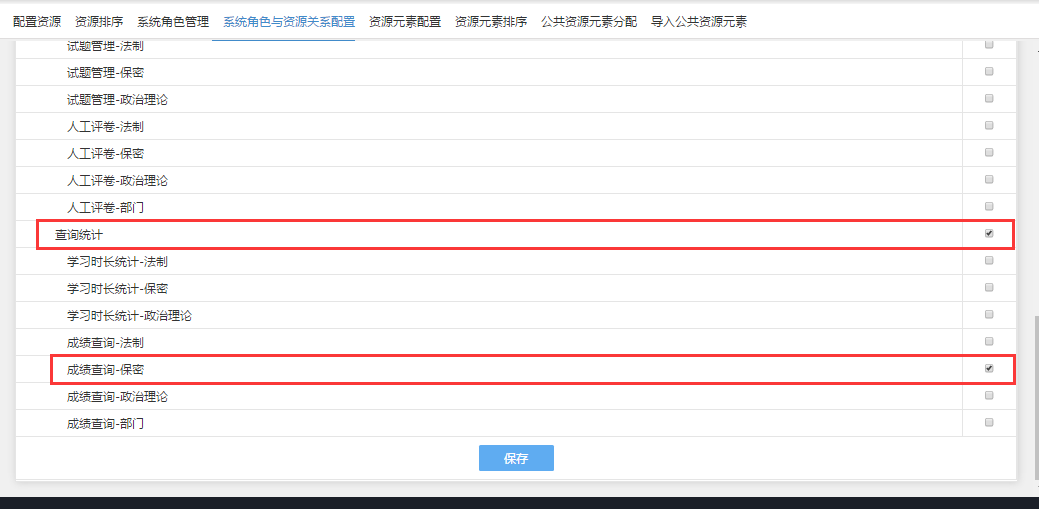 配置资源 资源排序 系统角色管理 系统角色与资源关系配置 资源元素配置 资源元素排序 公共资源元素分配 导入公共资源元素
试题管理-法制
试题管理-保密
试题管理-政治理论
人工评卷-法制
人工评卷-保密
人工评卷-政治理论
人工评卷-部门
查询统计
学习时长统计-法制
学习时长统计-保密
学习时长统计-政治理论
成绩查询-法制
成绩查询-保密
成绩查询-政治理论
成绩查询-部门
保存